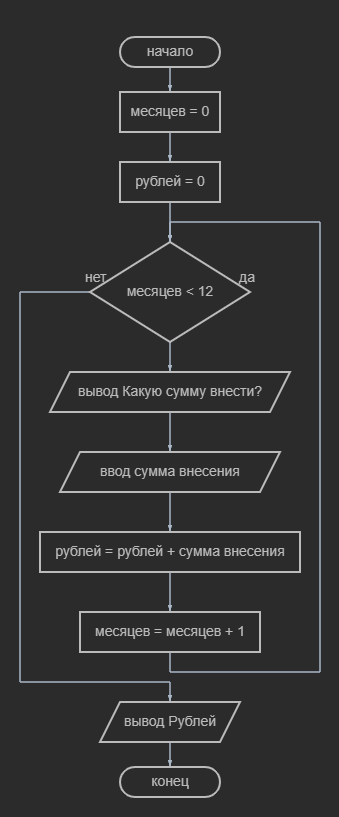 начало
месяцев = 0
рублей = 0
нет
да
месяцев < 12
вывод Какую сумму внести?
ввод сумма внесения
рублей = рублей + сумма внесения
месяцев = месяцев + 1
вывод Рублей
конец